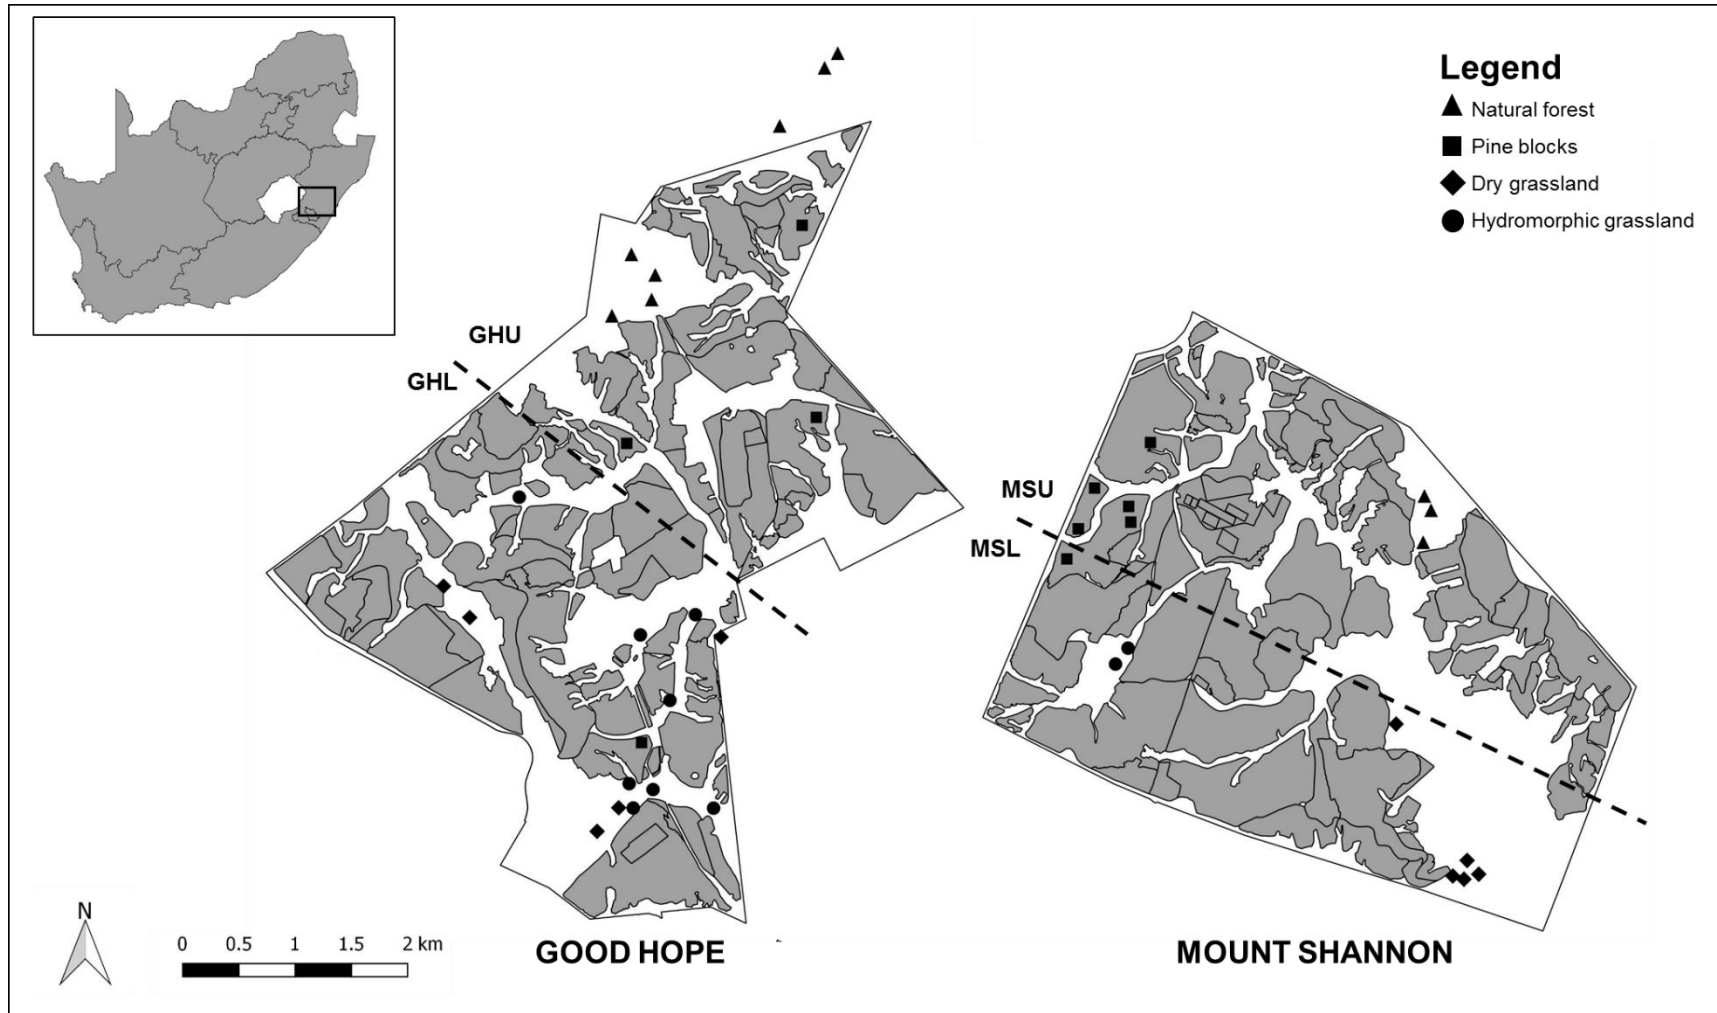 Legend
Natural forest
Pine blocks
Dry grassland
Hydromorphic grassland
GHU
GHL
MSU
MSL
N
0 0.5 1 1.5 2 km
GOOD HOPE
MOUNT SHANNON